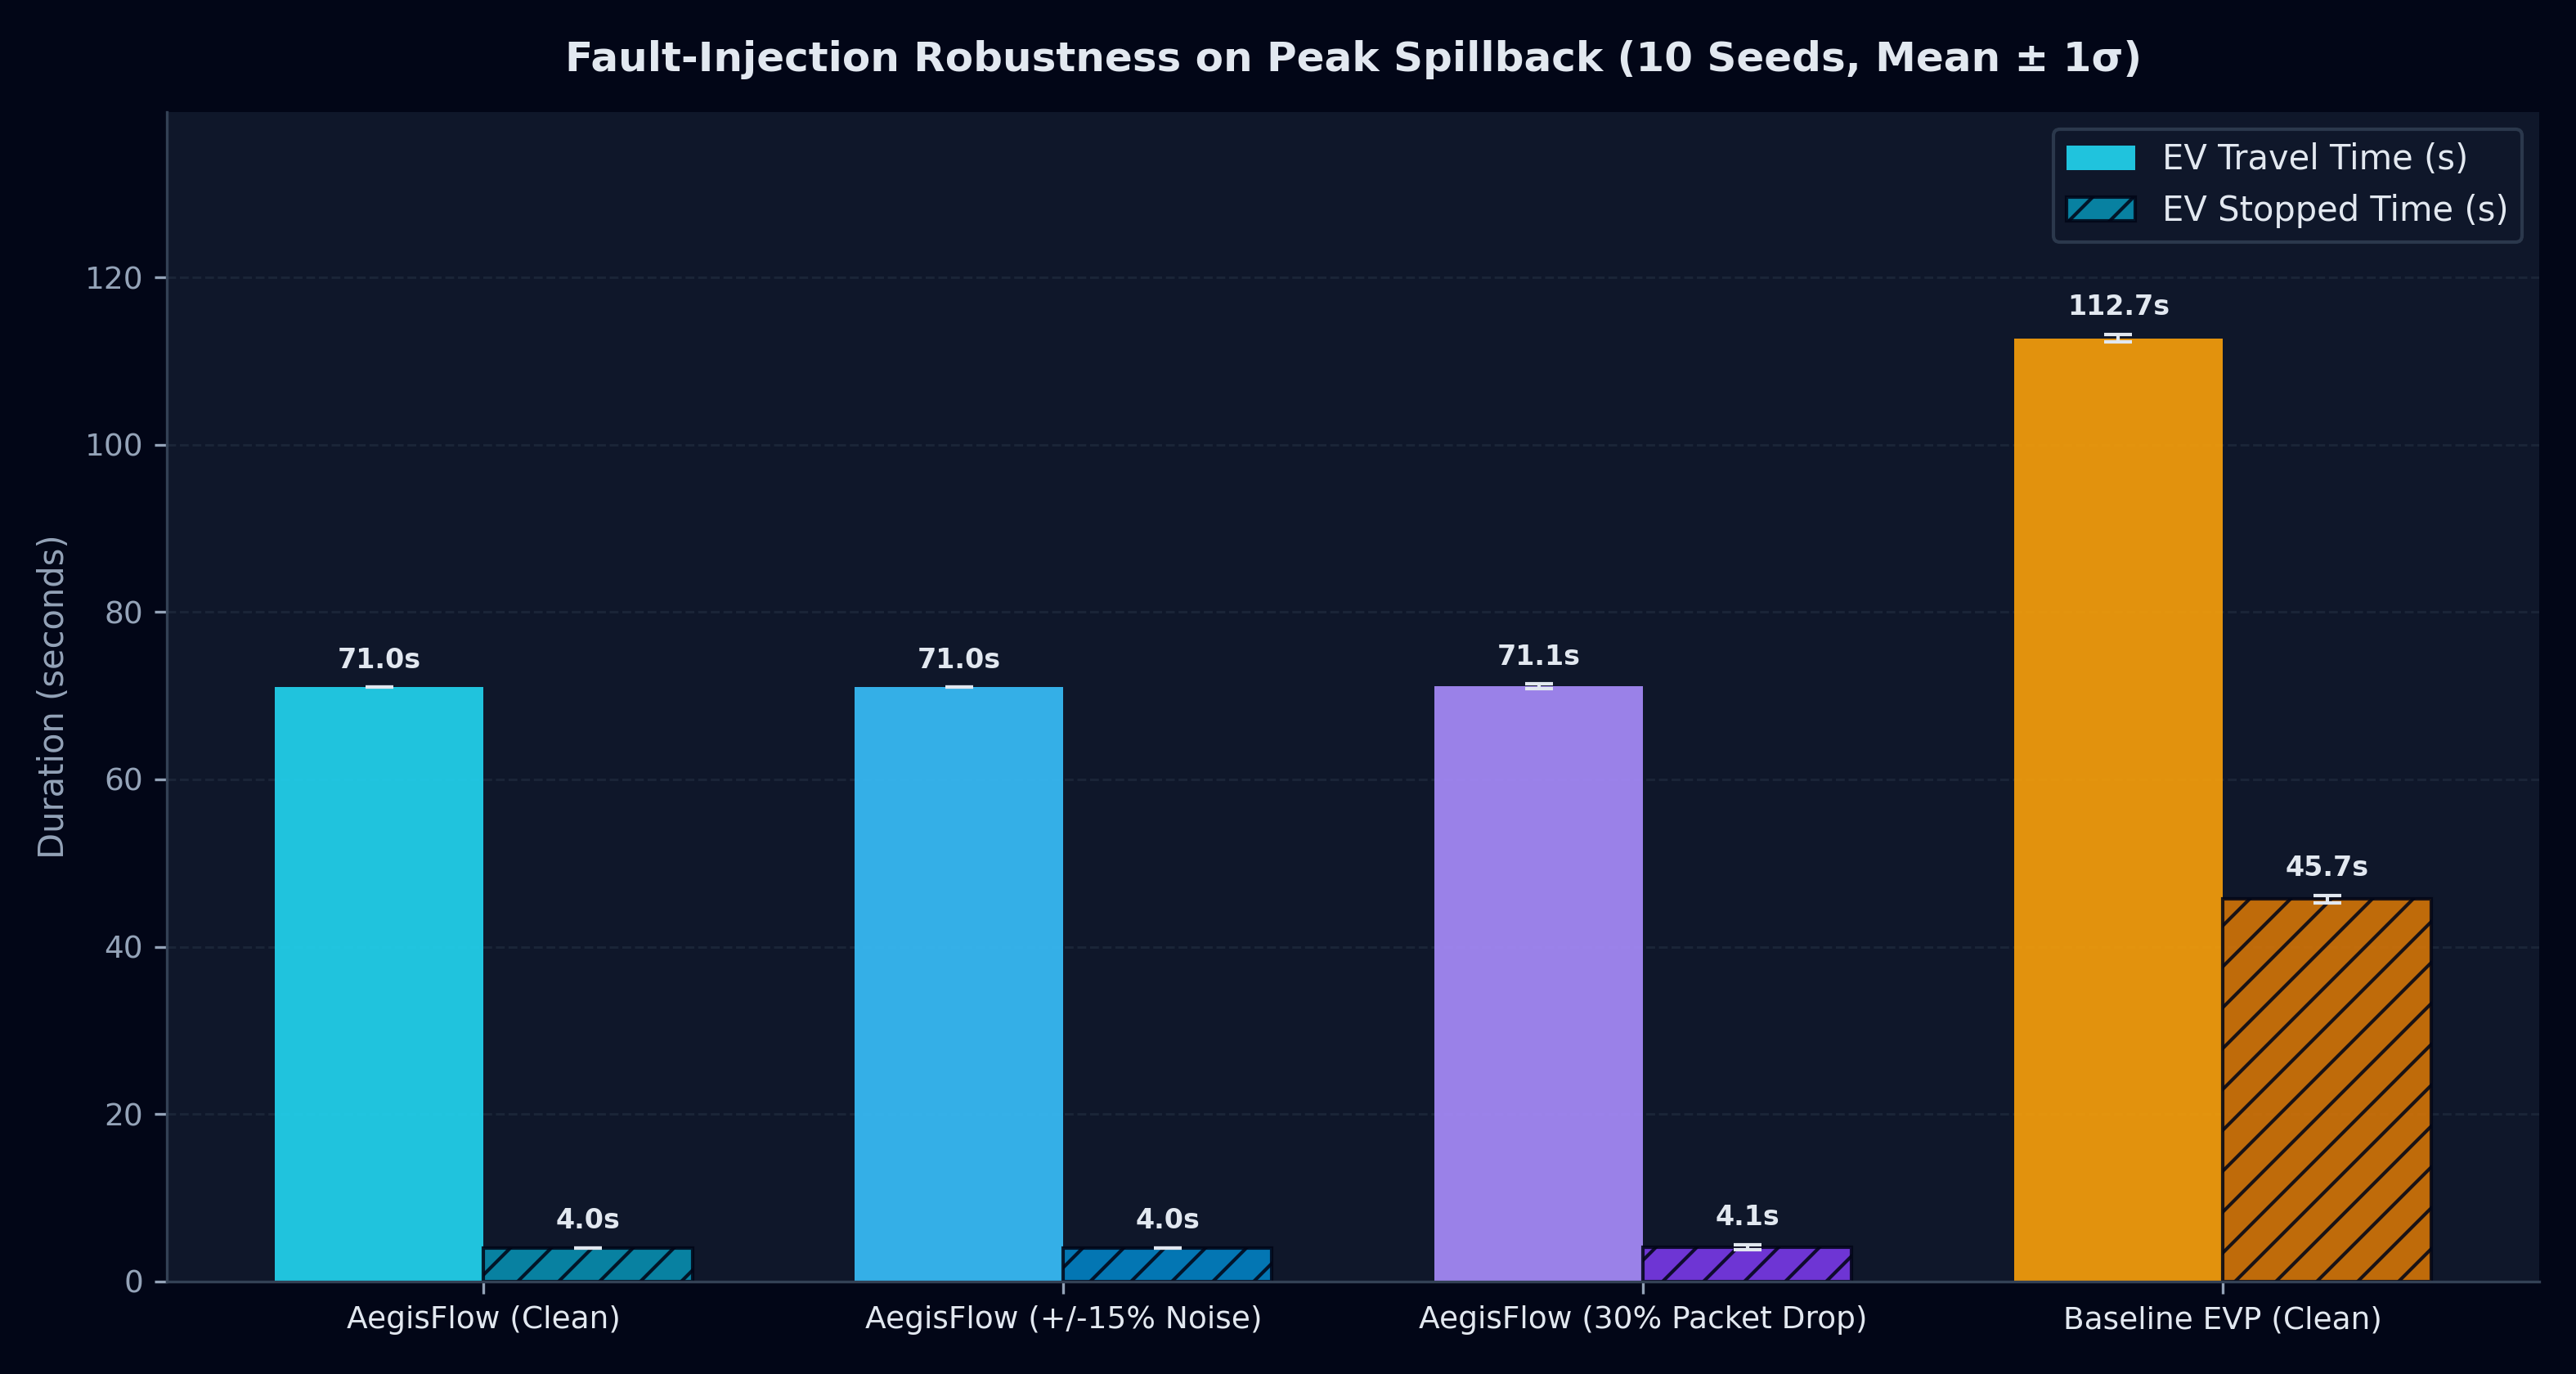 Fault-Injection Robustness on Peak Spillback (10 Seeds, Mean ± 1σ)
EV Travel Time (s)
EV Stopped Time (s)
Duration (seconds)
120
100
80
60
40
20
0
71.0s
4.0s
71.0s
4.0s
71.1s
4.1s
112.7s
45.7s
AegisFlow (Clean)
AegisFlow (+/-15% Noise)
AegisFlow (30% Packet Drop)
Baseline EVP (Clean)